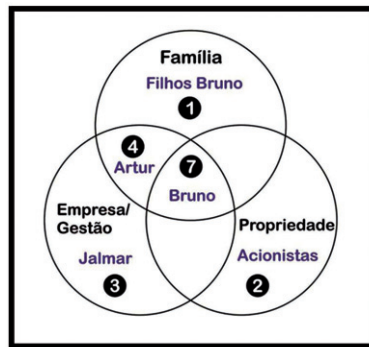 Família
Filhos Bruno
1
4
Artur
7
Bruno
Empresa/
Gestão
Propriedade
Jalmar
Acionistas
3
2